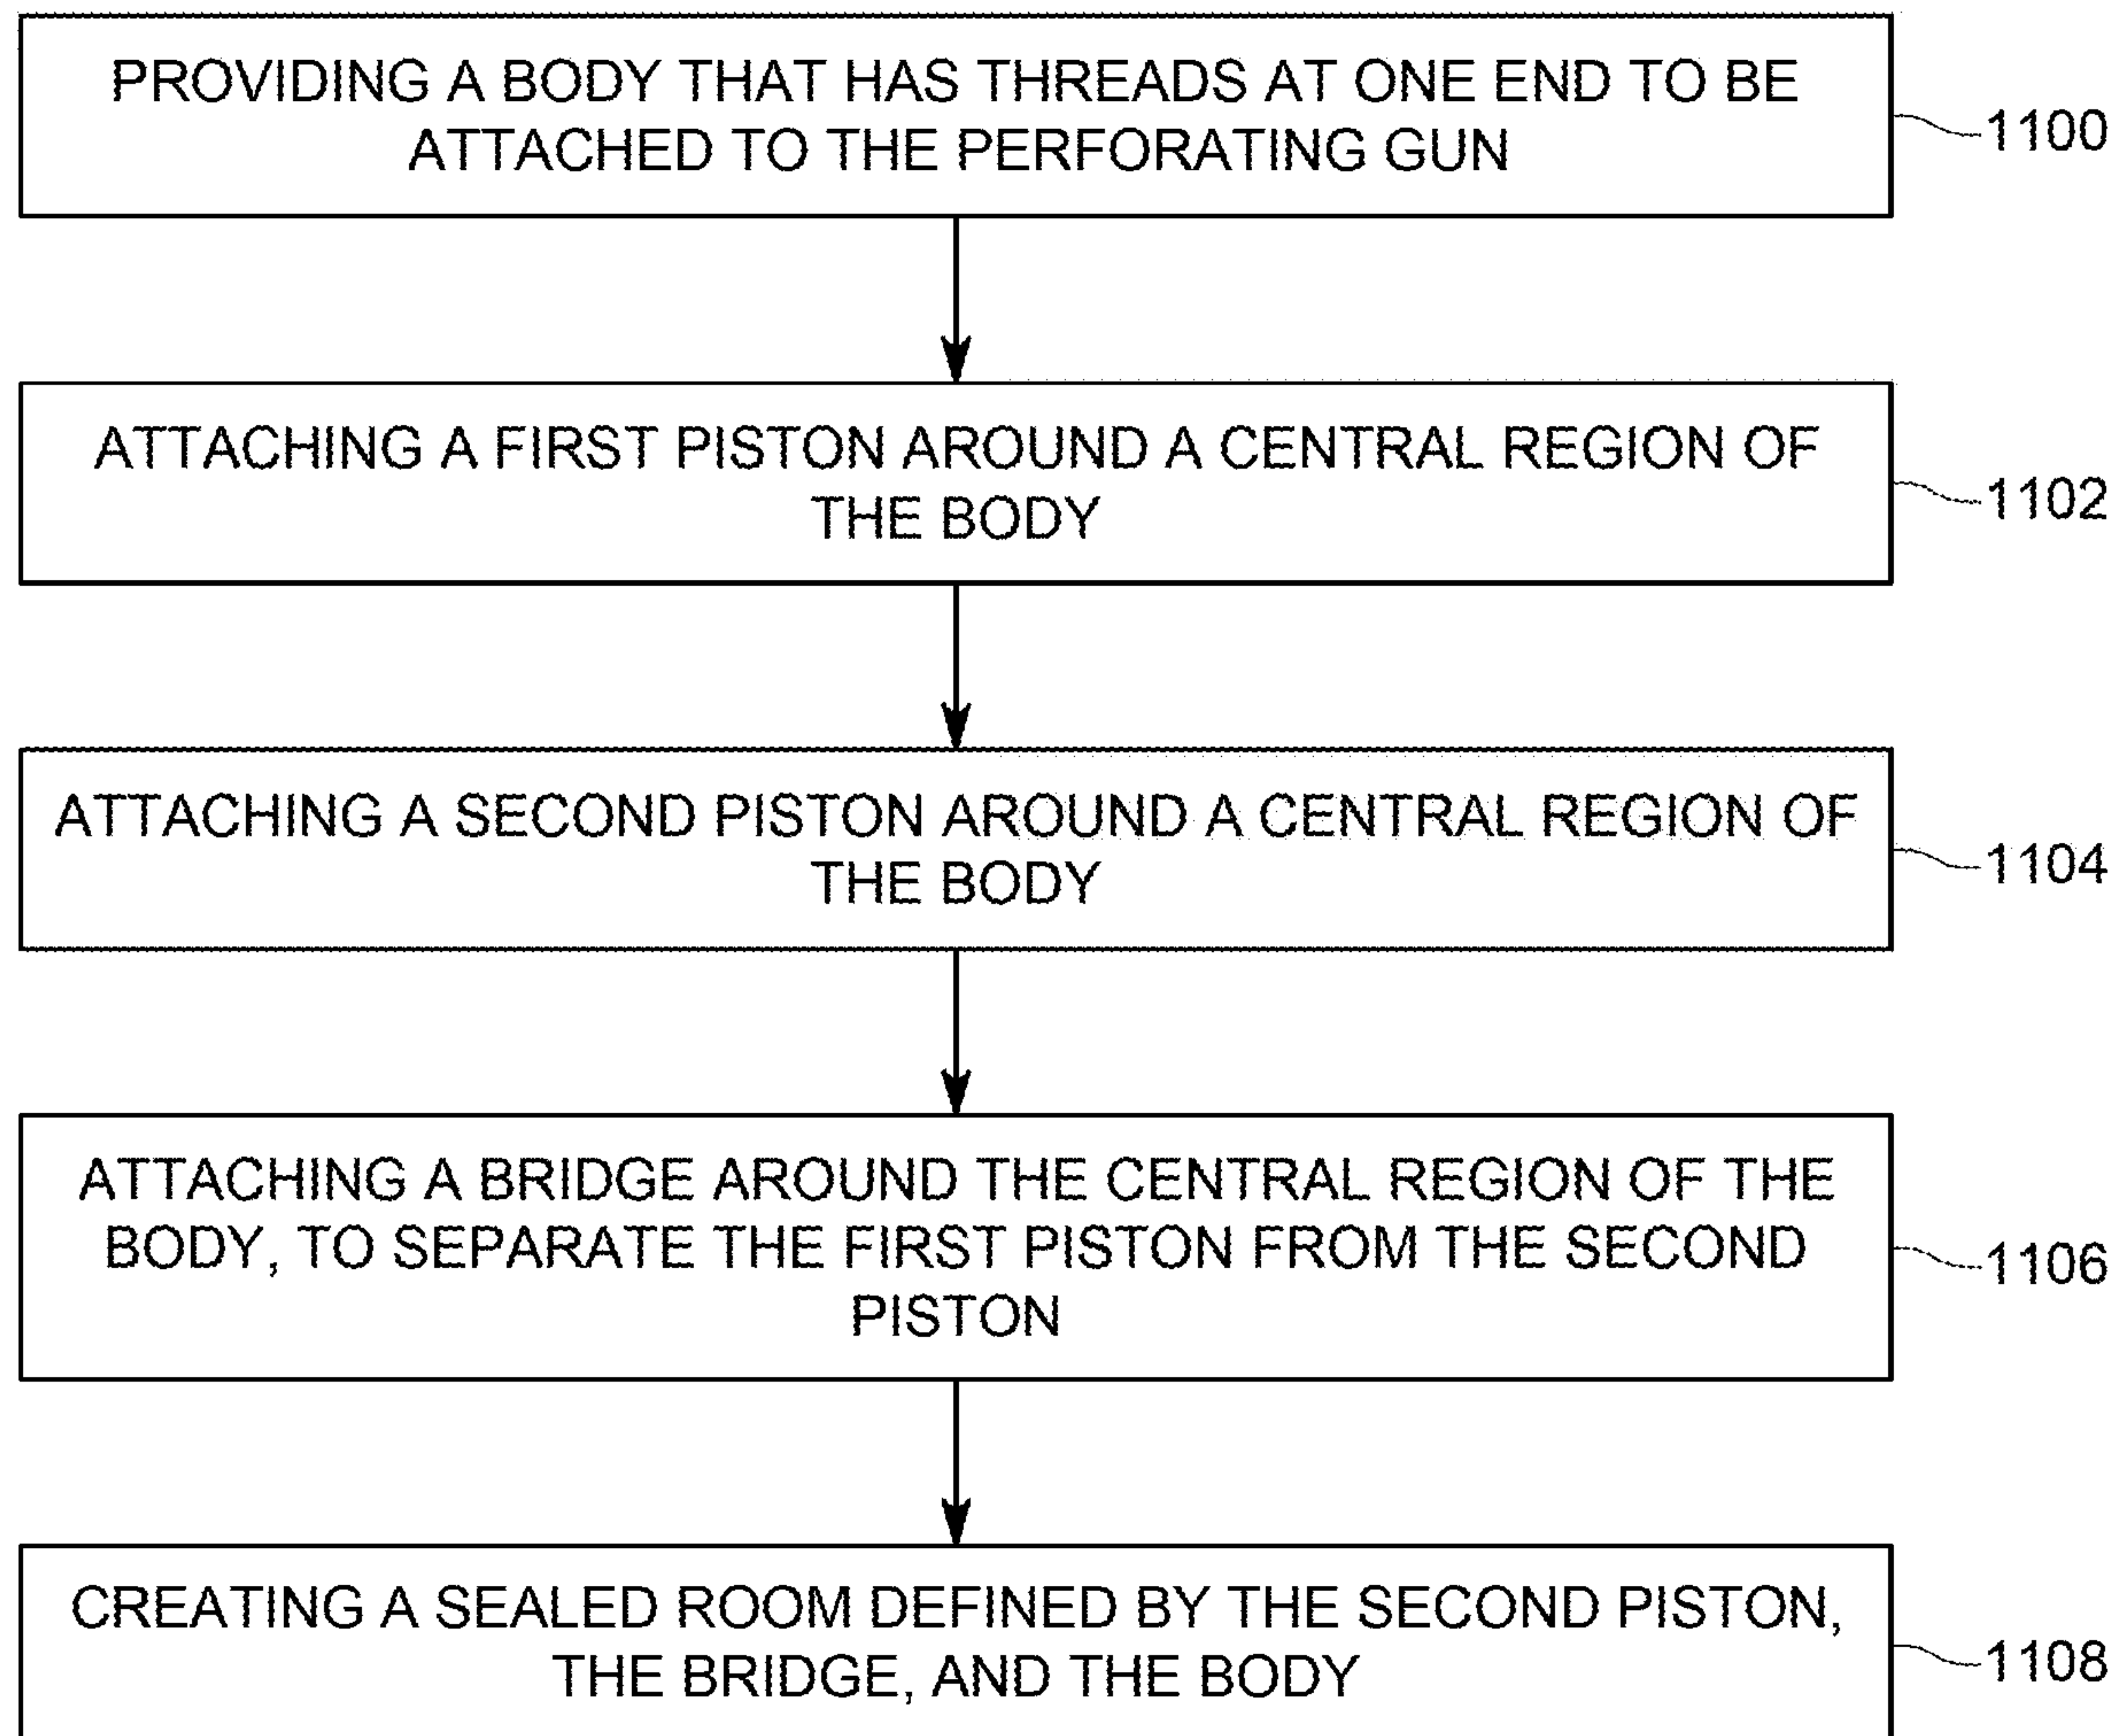 PROVIDING A BODY THAT HAS THREADS AT ONE END TO BE
ATTACHED TO THE PERFORATING GUN
1100
ATTACHING A FIRST PISTON AROUND A CENTRAL REGION OF
THE BODY
1102
ATTACHING A SECOND PISTON AROUND A CENTRAL REGION OF
THE BODY
1104
ATTACHING A BRIDGE AROUND THE CENTRAL REGION OF THE
BODY, TO SEPARATE THE FIRST PISTON FROM THE SECOND
PISTON
1106
CREATING A SEALED ROOM DEFINED BY THE SECOND PISTON,
THE BRIDGE, AND THE BODY
1108